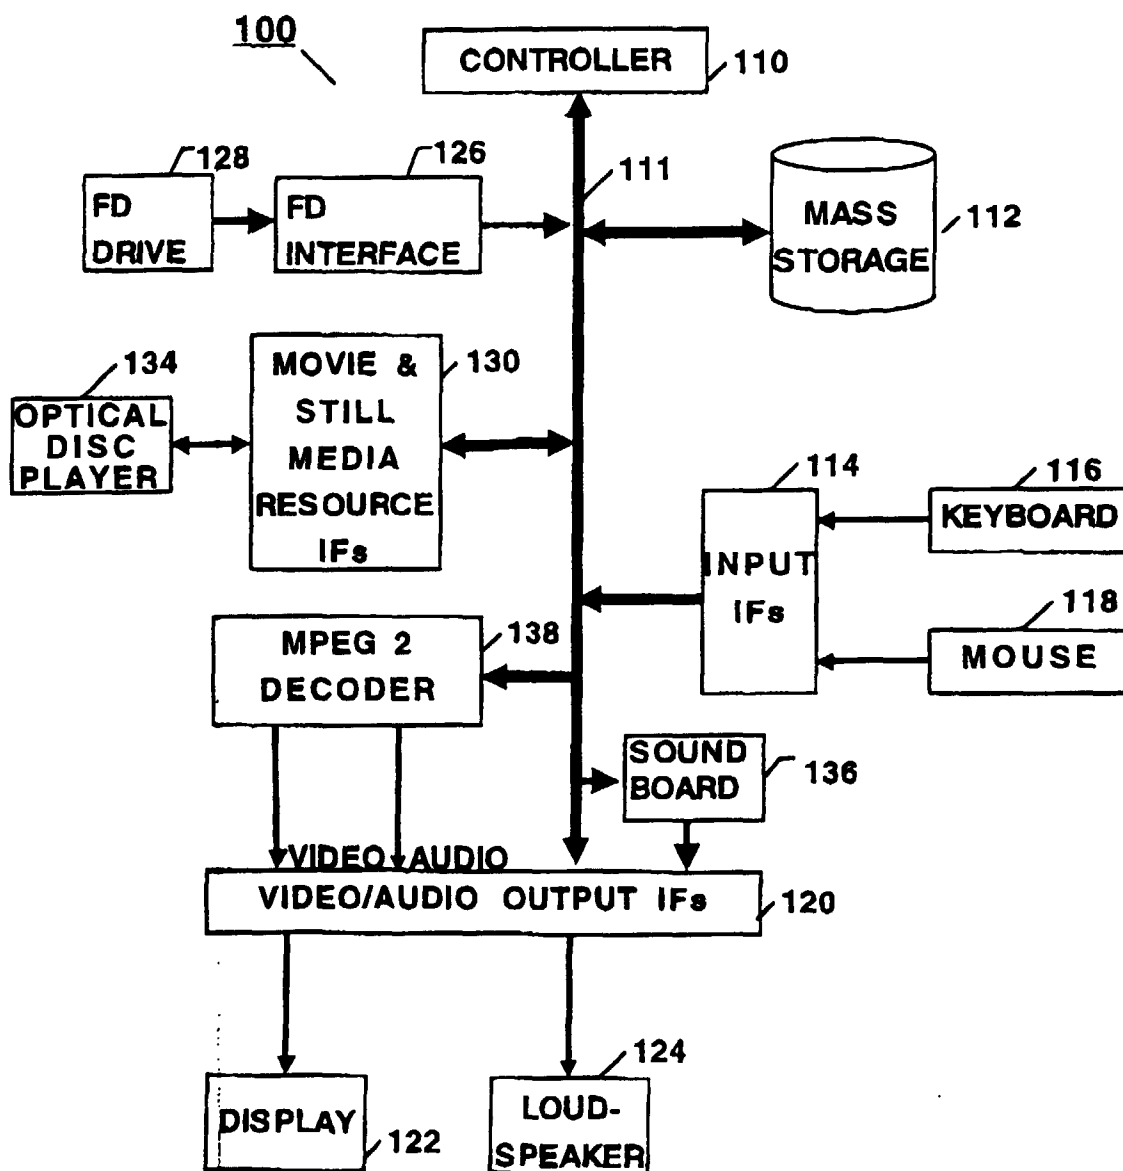 100
CONTROLLER
110
128
126
111
FD
DRIVE
FD
INTERFACE
MASS
STORAGE
112
134
OPTICAL
DISC
PLAYER
MOVIE &
STILL
MEDIA
RESOURCE
IFs
130
114
116
KEYBOARD
INPUT
IFs
118
MOUSE
MPEG 2
DECODER
138
SOUND
BOARD
136
VIDEO AUDIO
VIDEO/AUDIO OUTPUT IFs
120
124
DISPLAY
122
LOUD-
SPEAKER